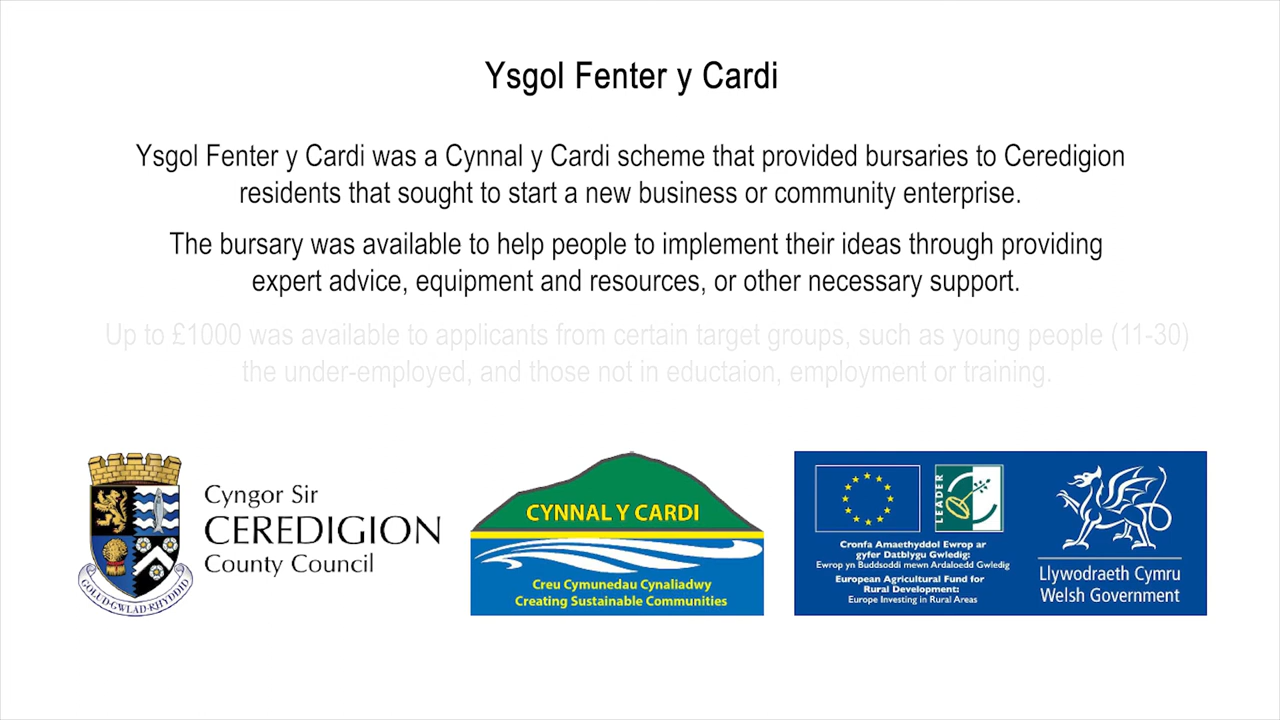 Ysgol Fenter y Cardi
Ysgol Fenter y Cardi was a Cynnal y Cardi scheme that provided bursaries to Ceredigion
residents that sought to start a new business or community enterprise.
The bursary was available to help people to implement their ideas through providing
expert advice, equipment and resources, or other necessary support.
Up to £1000 was available to applicants from certain target groups, such as young people (11-30)
the under-employed, and those not in eductaion, employment or training.
Cyngor Sir
CEREDIGION
County Council
GOLUD·GWLAD·RHYDDID
CYNNAL Y CARDI
Creu Cymunedau Cynaliadwy
Creating Sustainable Communities
LEADER
Cronfa Amaethyddol Ewrop ar
gyfer Datblygu Gwledig:
Ewrop yn Buddsoddi mewn Ardaloedd Gwledig
European Agricultural Fund for
Rural Development:
Europe Investing in Rural Areas
Llywodraeth Cymru
Welsh Government